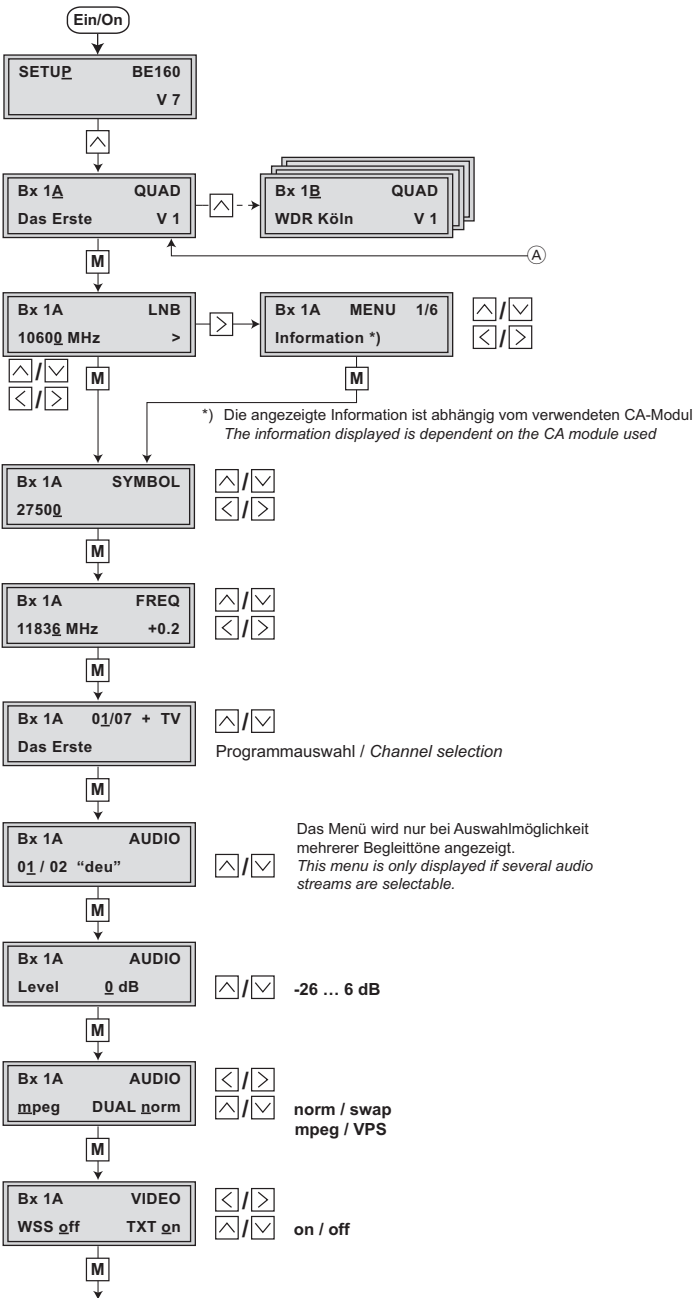 Ein/On
SETUP BE160
V 7
Bx 1A QUAD
Das Erste V 1
Bx 1B QUAD
WDR Köln V 1
A
M
Bx 1A LNB
10600 MHz >
>
Bx 1A MENU 1/6
Information *)
/
< / >
/
< / >
M
M
*) Die angezeigte Information ist abhängig vom verwendeten CA-Modul
The information displayed is dependent on the CA module used
Bx 1A SYMBOL
27500
/
< / >
M
Bx 1A FREQ
11836 MHz +0.2
/
< / >
M
Bx 1A 01/07 + TV
Das Erste
/
Programmauswahl / Channel selection
M
Bx 1A AUDIO
01 / 02 “deu”
/
Das Menü wird nur bei Auswahlmöglichkeit
mehrerer Begleittöne angezeigt.
This menu is only displayed if several audio
streams are selectable.
M
Bx 1A AUDIO
Level 0 dB
/ -26 … 6 dB
M
Bx 1A AUDIO
mpeg DUAL norm
< / >
/ norm / swap
mpeg / VPS
M
Bx 1A VIDEO
WSS off TXT on
< / >
/ on / off
M